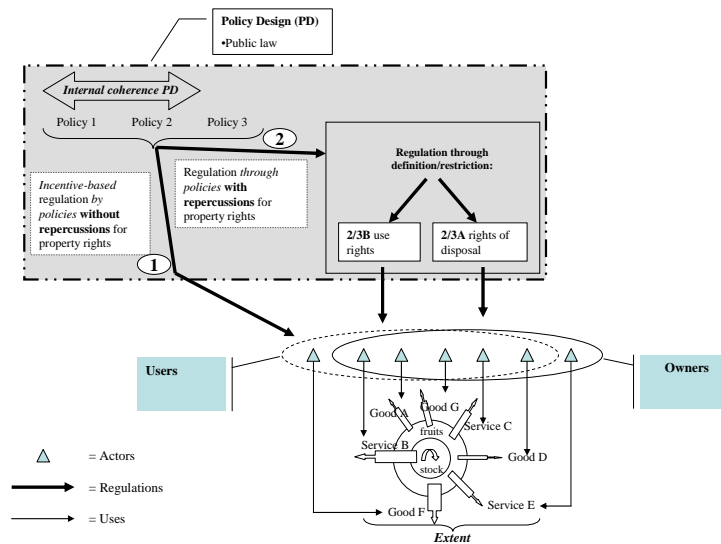 Policy Design (PD)
•Public law
Internal coherence PD
Policy 1 Policy 2 Policy 3
2
Regulation through
definition/restriction:
Regulation through
policies with
repercussions for
property rights
Incentive-based
regulation by
policies without
repercussions for
property rights
2/3B use
rights
2/3A rights of
disposal
1
Users
Owners
Good A
Good G
fruits
Service C
Service B
Good D
stock
Service E
Good F
Extent
= Actors
= Regulations
= Uses